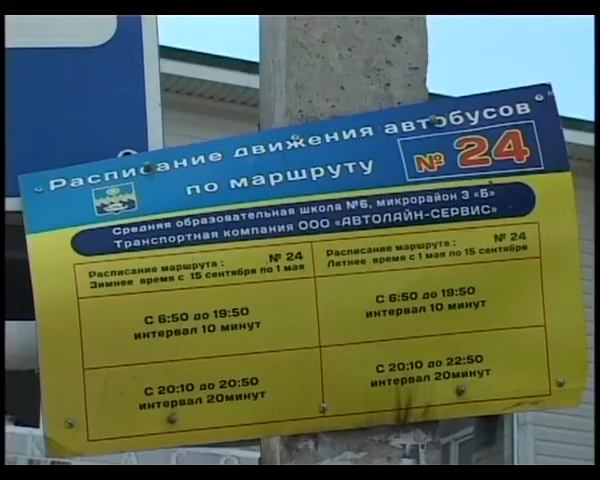 Расписание движения автобусов
по маршруту № 24
Средняя образовательная школа №6, микрорайон 3 «Б»
Транспортная компания ООО «АВТОЛАЙН-СЕРВИС»
Расписание маршрута : № 24
Зимнее время с 15 сентября по 1 мая
С 6:50 до 19:50
интервал 10 минут
С 20:10 до 20:50
интервал 20минут
Расписание маршрута : № 24
Летнее время с 1 мая по 15 сентября
С 6:50 до 19:50
интервал 10 минут
С 20:10 до 22:50
интервал 20минут